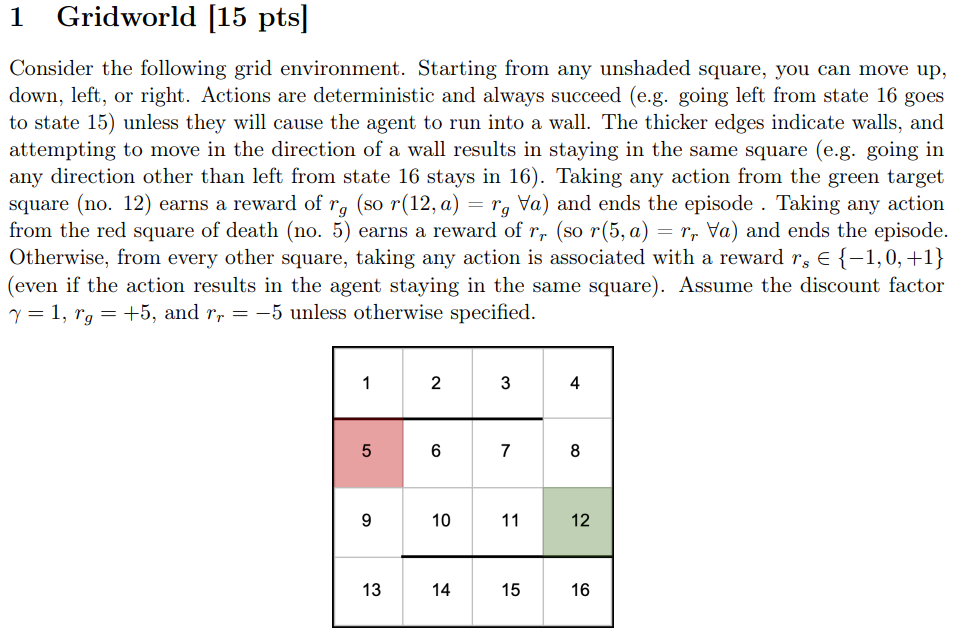 1 Gridworld [15 pts]
Consider the following grid environment. Starting from any unshaded square, you can move up,
down, left, or right. Actions are deterministic and always succeed (e.g. going left from state 16 goes
to state 15) unless they will cause the agent to run into a wall. The thicker edges indicate walls, and
attempting to move in the direction of a wall results in staying in the same square (e.g. going in
any direction other than left from state 16 stays in 16). Taking any action from the green target
square (no. 12) earns a reward of r_g (so r(12, a) = r_g ∀a) and ends the episode . Taking any action
from the red square of death (no. 5) earns a reward of r_r (so r(5, a) = r_r ∀a) and ends the episode.
Otherwise, from every other square, taking any action is associated with a reward r_s ∈ {−1, 0, +1}
(even if the action results in the agent staying in the same square). Assume the discount factor
γ = 1, r_g = +5, and r_r = −5 unless otherwise specified.
1 2 3 4
5 6 7 8
9 10 11 12
13 14 15 16